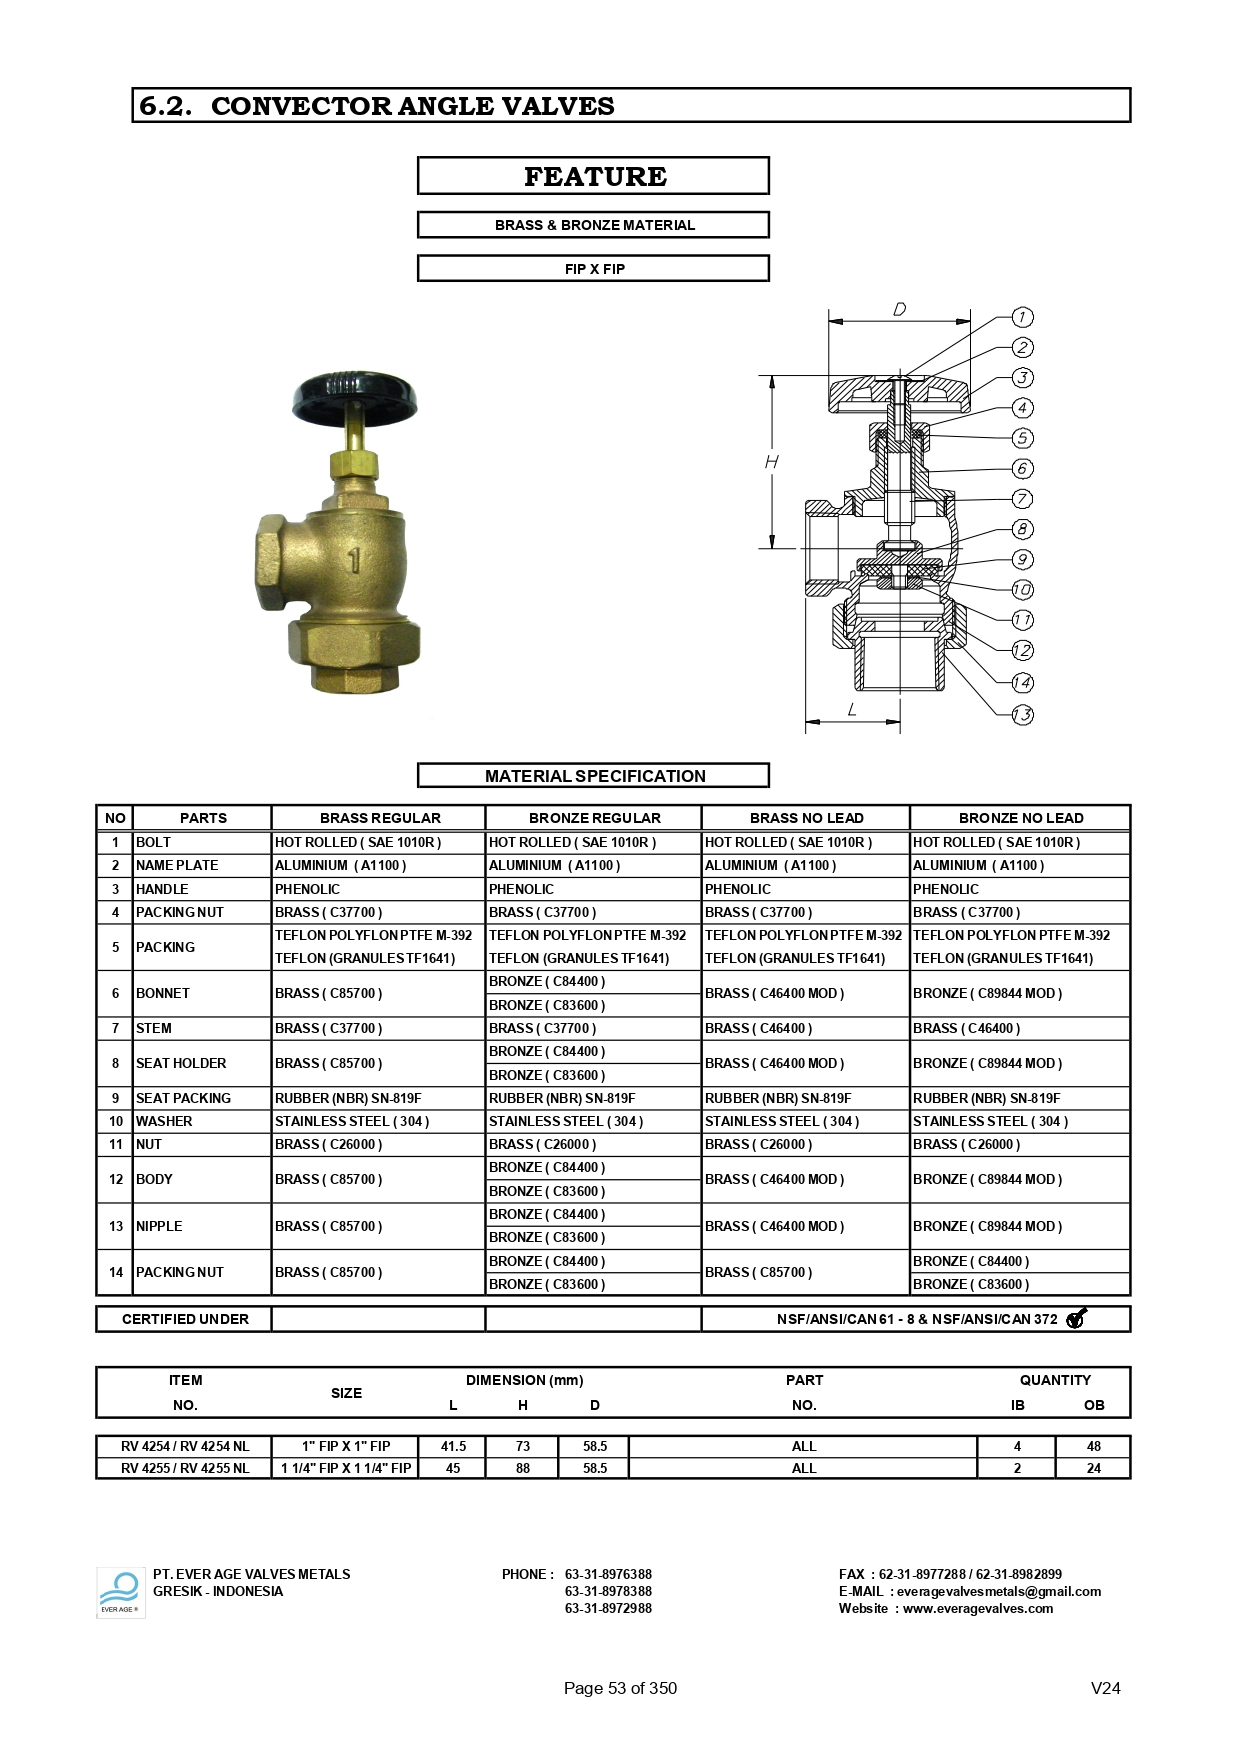 6.2. CONVECTOR ANGLE VALVES
FEATURE
BRASS & BRONZE MATERIAL
FIP X FIP
1
D
H
L
1
2
3
4
5
6
7
8
9
10
11
12
14
13
MATERIAL SPECIFICATION
NO PARTS BRASS REGULAR BRONZE REGULAR BRASS NO LEAD BRONZE NO LEAD
1 BOLT HOT ROLLED ( SAE 1010R ) HOT ROLLED ( SAE 1010R ) HOT ROLLED ( SAE 1010R ) HOT ROLLED ( SAE 1010R )
2 NAME PLATE ALUMINIUM ( A1100 ) ALUMINIUM ( A1100 ) ALUMINIUM ( A1100 ) ALUMINIUM ( A1100 )
3 HANDLE PHENOLIC PHENOLIC PHENOLIC PHENOLIC
4 PACKING NUT BRASS ( C37700 ) BRASS ( C37700 ) BRASS ( C37700 ) BRASS ( C37700 )
5 PACKING TEFLON POLYFLON PTFE M-392 TEFLON POLYFLON PTFE M-392 TEFLON POLYFLON PTFE M-392 TEFLON POLYFLON PTFE M-392
TEFLON (GRANULES TF1641) TEFLON (GRANULES TF1641) TEFLON (GRANULES TF1641) TEFLON (GRANULES TF1641)
6 BONNET BRASS ( C85700 ) BRONZE ( C84400 ) BRASS ( C46400 MOD ) BRONZE ( C89844 MOD )
BRONZE ( C83600 )
7 STEM BRASS ( C37700 ) BRASS ( C37700 ) BRASS ( C46400 ) BRASS ( C46400 )
8 SEAT HOLDER BRASS ( C85700 ) BRONZE ( C84400 ) BRASS ( C46400 MOD ) BRONZE ( C89844 MOD )
BRONZE ( C83600 )
9 SEAT PACKING RUBBER (NBR) SN-819F RUBBER (NBR) SN-819F RUBBER (NBR) SN-819F RUBBER (NBR) SN-819F
10 WASHER STAINLESS STEEL ( 304 ) STAINLESS STEEL ( 304 ) STAINLESS STEEL ( 304 ) STAINLESS STEEL ( 304 )
11 NUT BRASS ( C26000 ) BRASS ( C26000 ) BRASS ( C26000 ) BRASS ( C26000 )
12 BODY BRASS ( C85700 ) BRONZE ( C84400 ) BRASS ( C46400 MOD ) BRONZE ( C89844 MOD )
BRONZE ( C83600 )
13 NIPPLE BRASS ( C85700 ) BRONZE ( C84400 ) BRASS ( C46400 MOD ) BRONZE ( C89844 MOD )
BRONZE ( C83600 )
14 PACKING NUT BRASS ( C85700 ) BRONZE ( C84400 ) BRASS ( C85700 ) BRONZE ( C84400 )
BRONZE ( C83600 ) BRONZE ( C83600 )
CERTIFIED UNDER NSF/ANSI/CAN 61 - 8 & NSF/ANSI/CAN 372
ITEM SIZE DIMENSION (mm) PART QUANTITY
NO. L H D NO. IB OB
RV 4254 / RV 4254 NL 1" FIP X 1" FIP 41.5 73 58.5 ALL 4 48
RV 4255 / RV 4255 NL 1 1/4" FIP X 1 1/4" FIP 45 88 58.5 ALL 2 24
EVER AGE ®
PT. EVER AGE VALVES METALS PHONE : 63-31-8976388 FAX : 62-31-8977288 / 62-31-8982899
GRESIK - INDONESIA 63-31-8978388 E-MAIL : everagevalvesmetals@gmail.com
63-31-8972988 Website : www.everagevalves.com
Page 53 of 350 V24